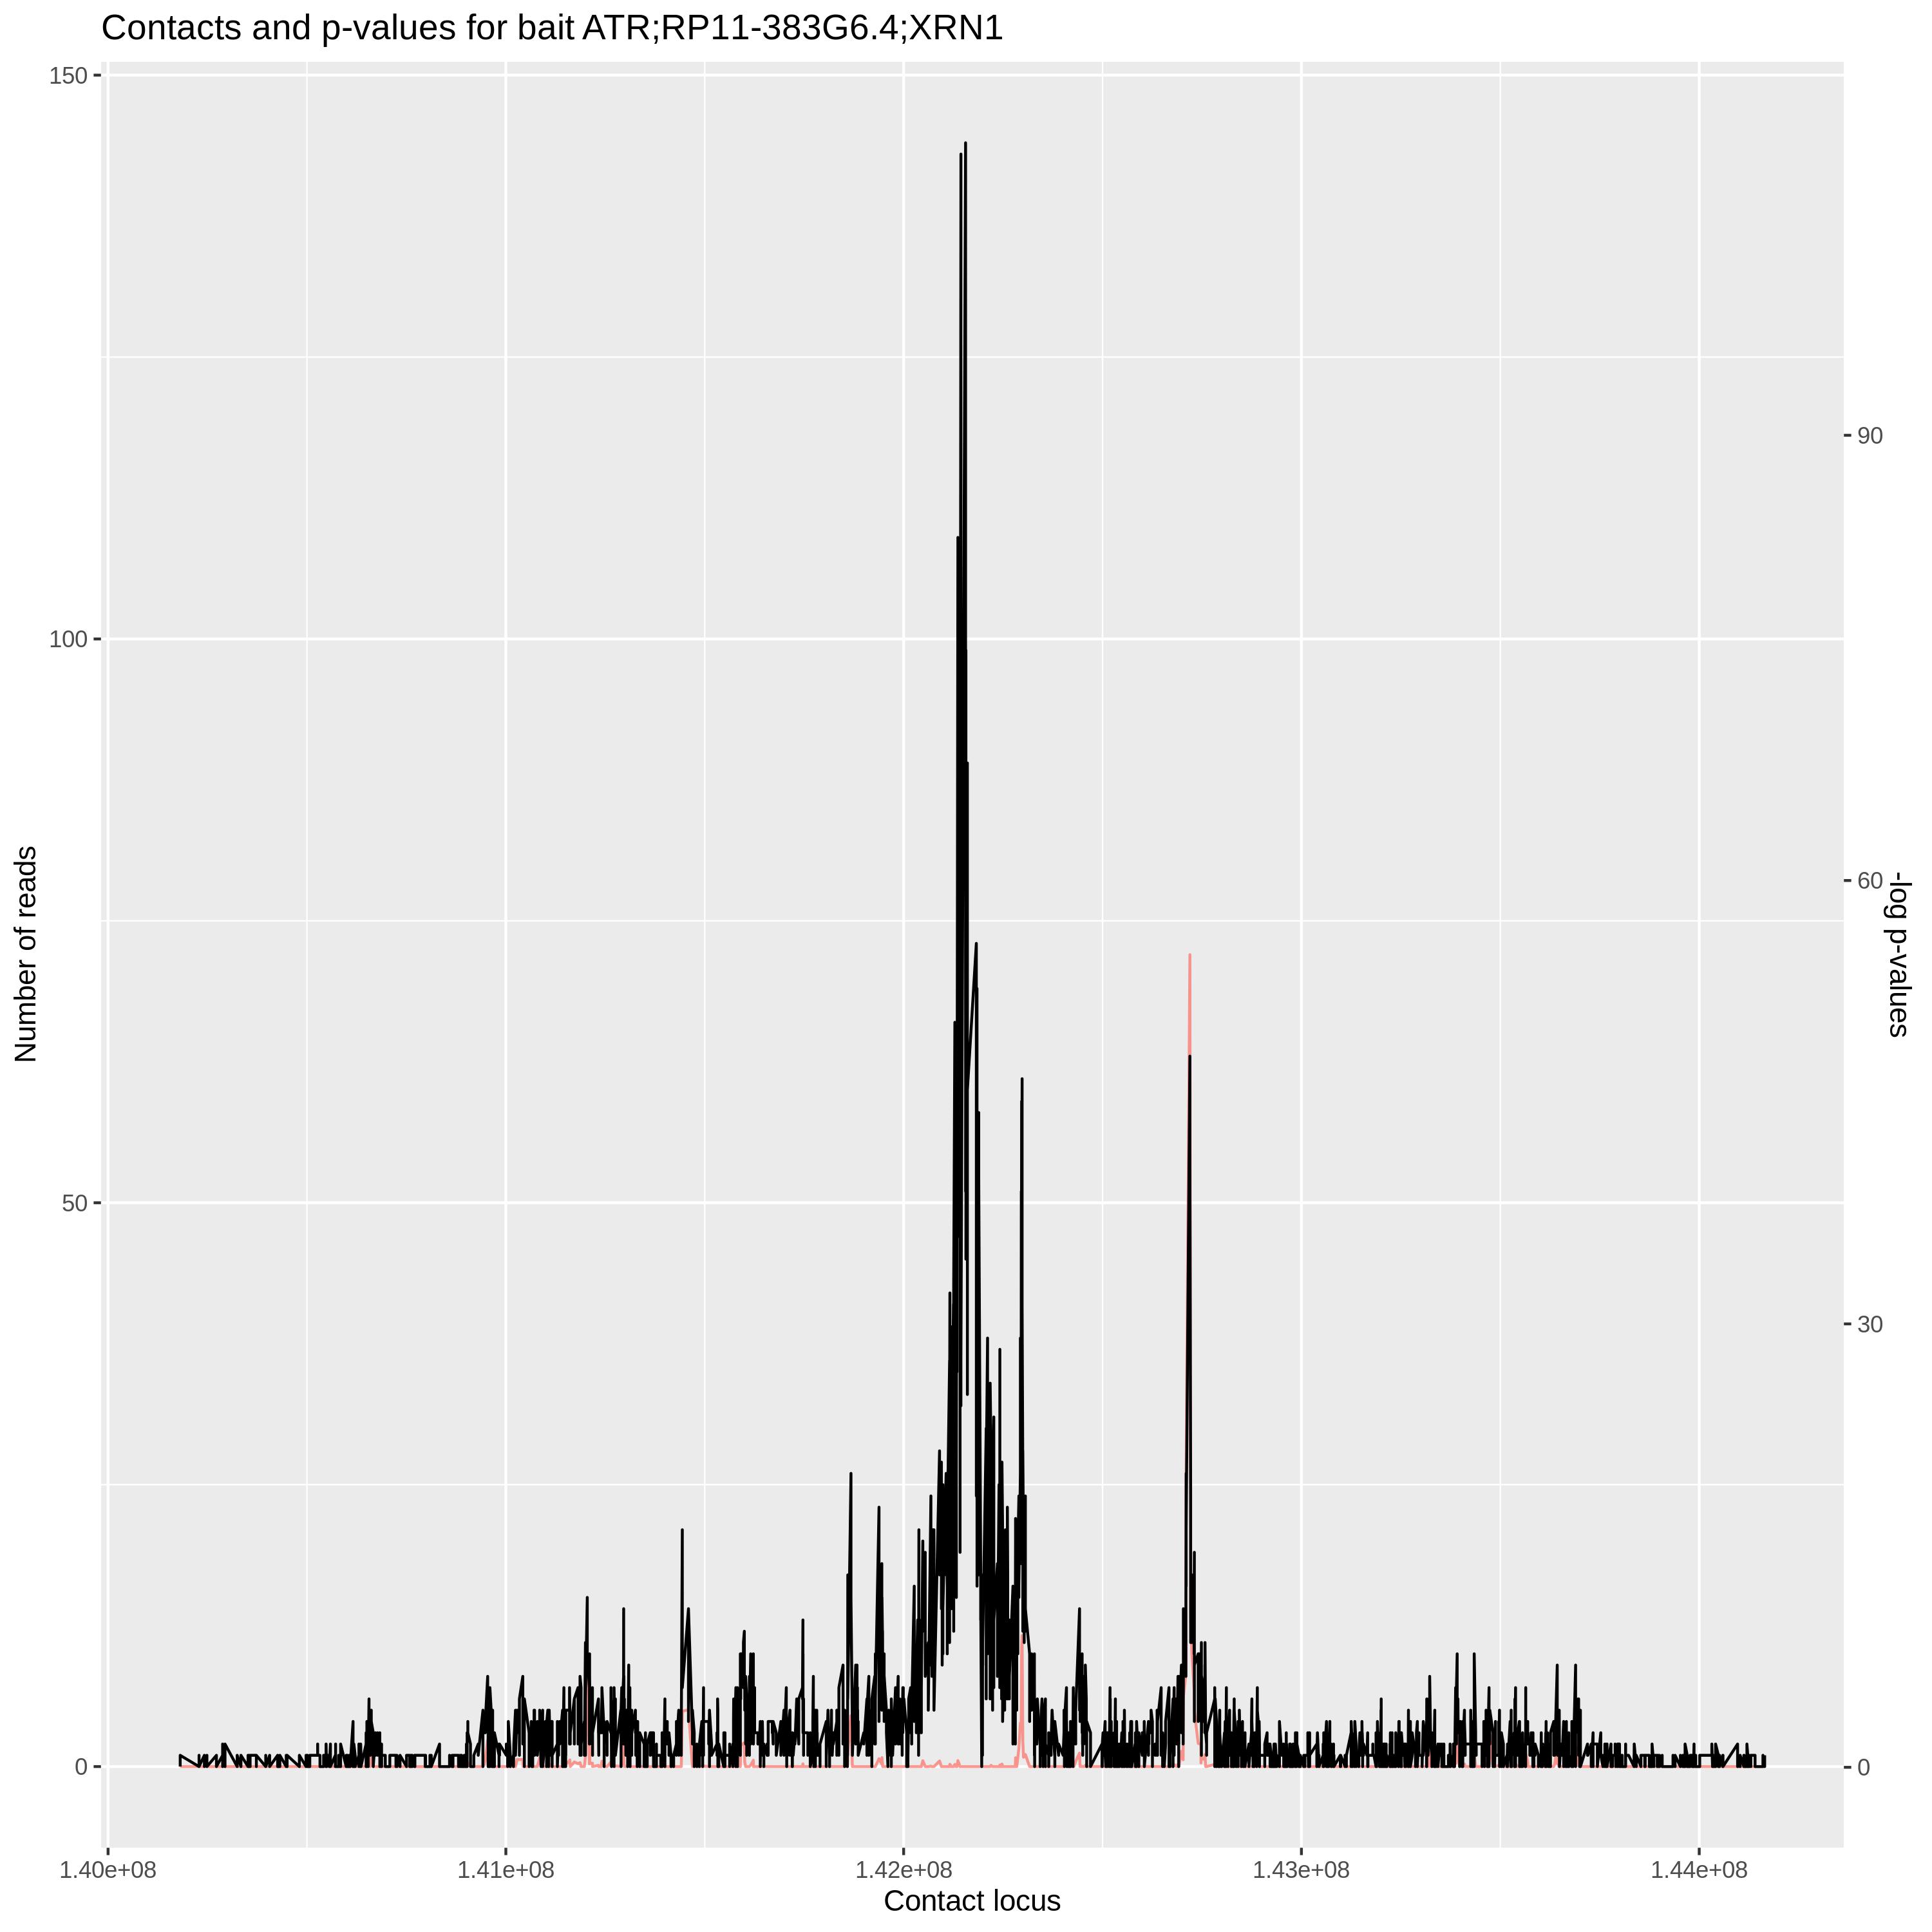 Contacts and p-values for bait ATR;RP11-383G6.4;XRN1
150
100
50
0
Number of reads
90
60
30
0
-log p-values
1.40e+08
1.41e+08
1.42e+08
1.43e+08
1.44e+08
Contact locus